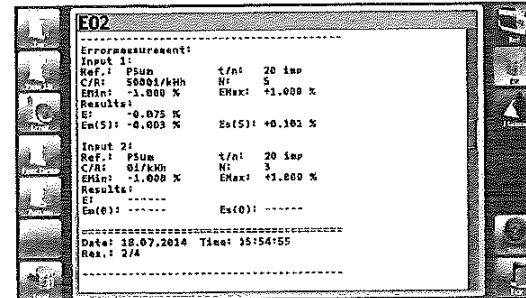 E02
Errormeasurement:
Input 1:
Ref.: PSum t/n: 20 imp
C/R: 5000i/kWh N: 5
EMin: -1.000 % EMax: +1.000 %
Results:
E: -0.075 %
Em(5): -0.003 % Es(5): +0.101 %
Input 2:
Ref.: PSum t/n: 20 imp
C/R: 0i/kWh N: 3
EMin: -1.000 % EMax: +1.000 %
Results:
E: ------
Em(0): ------ Es(0): ------
Date: 18.07.2014 Time: 15:54:55
Res.: 2/4